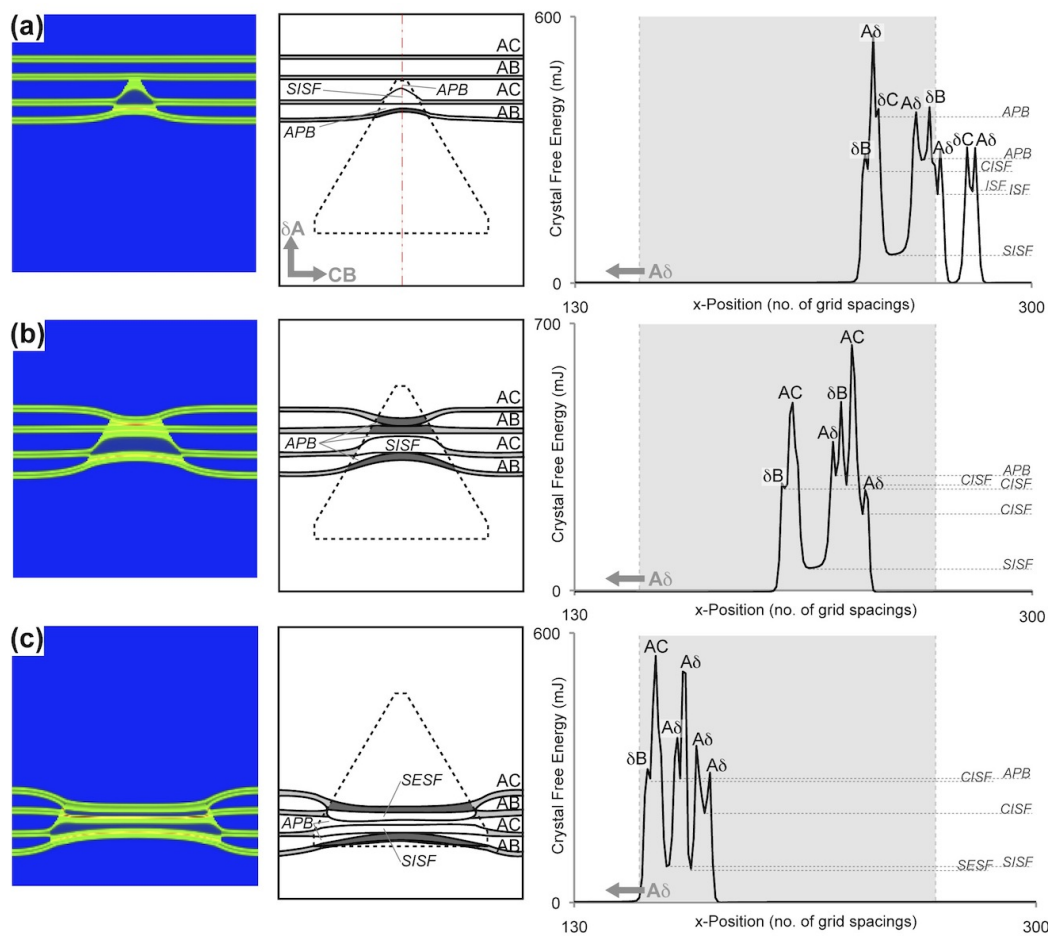 (a)
AC
AB
SISF APB AC
APB AB
δA
CB
600
Crystal Free Energy (mJ)
0
Aδ
δC Aδ δB
δB Aδ δC Aδ
APB
APB
CISF
ISF ISF
SISF
Aδ
130 x-Position (no. of grid spacings) 300
(b)
AC
AB
APB SISF AC
AB
700
Crystal Free Energy (mJ)
0
AC
AC δB
Aδ
δB Aδ
APB
CISF CISF
CISF
SISF
Aδ
130 x-Position (no. of grid spacings) 300
(c)
SESF AC
AB
APB AC
AB
SISF
600
Crystal Free Energy (mJ)
0
AC Aδ
Aδ Aδ
δB Aδ
CISF APB
CISF
SESF SISF
Aδ
130 x-Position (no. of grid spacings) 300